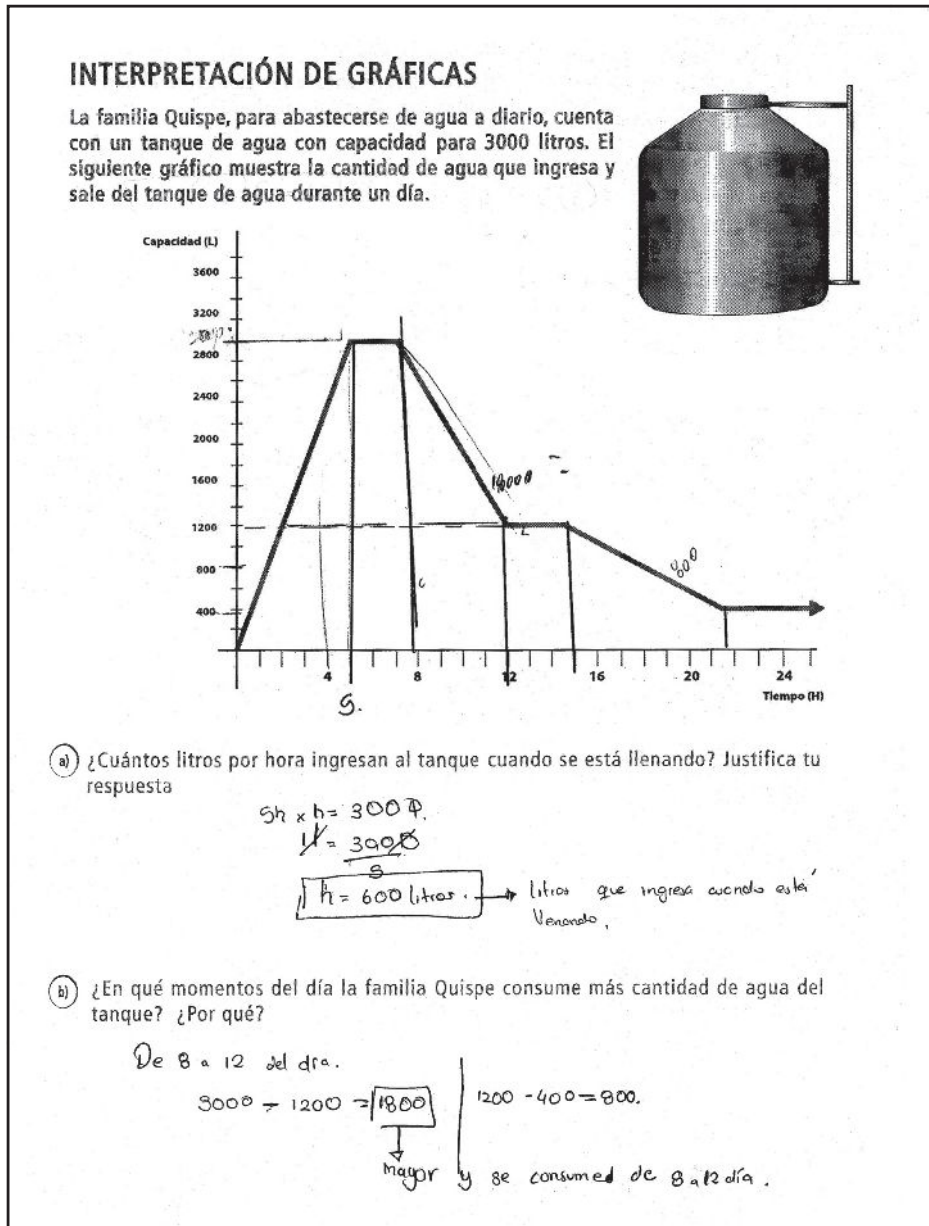 INTERPRETACIÓN DE GRÁFICAS
La familia Quispe, para abastecerse de agua a diario, cuenta
con un tanque de agua con capacidad para 3000 litros. El
siguiente gráfico muestra la cantidad de agua que ingresa y
sale del tanque de agua durante un día.
Capacidad (L)
3600
3200
2800
2400
2000
1600
1200
800
400
4
8
12
16
20
24
Tiempo (H)
5.
800
a) ¿Cuántos litros por hora ingresan al tanque cuando se está llenando? Justifica tu
respuesta
5h x h = 3000.
= 3000
5
h = 600 litros. → litros que ingresa cuando está
llenando,
b) ¿En qué momentos del día la familia Quispe consume más cantidad de agua del
tanque? ¿Por qué?
De 8 a 12 del día.
3000 - 1200 = 1800
1200 - 400 = 800.
mayor y se consumed de 8 a 12 día.